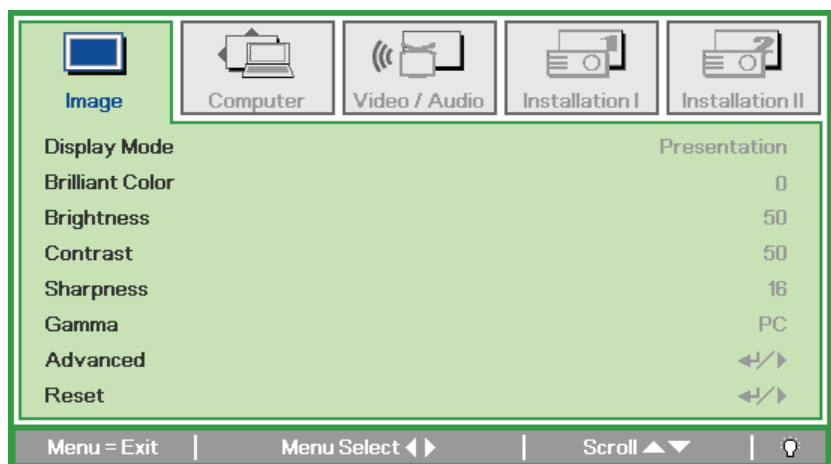 Image Computer Video / Audio Installation I Installation II
Display Mode Presentation
Brilliant Color 0
Brightness 50
Contrast 50
Sharpness 16
Gamma PC
Advanced ↵/▶
Reset ↵/▶
Menu = Exit | Menu Select ◀▶ | Scroll ▲▼ |